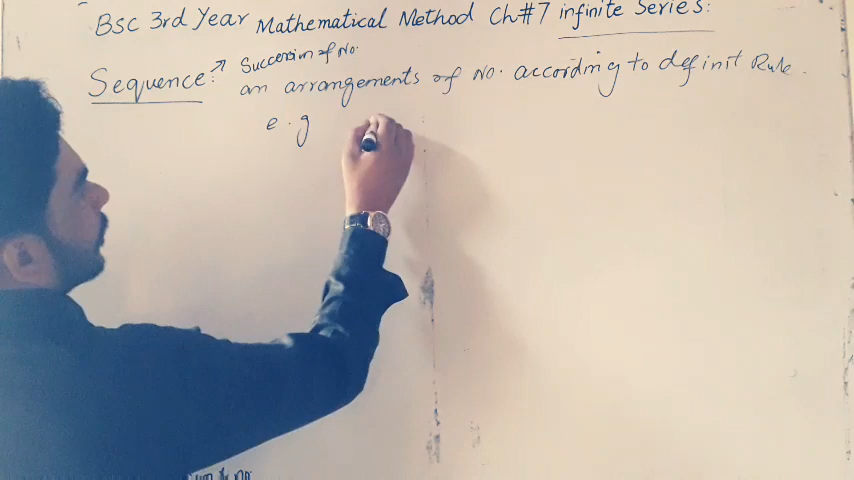 Bsc 3rd Year Mathematical Method Ch#7 infinite Series:
Succession of No.
Sequence: an arrangements of No. according to definit Rule.
e.g